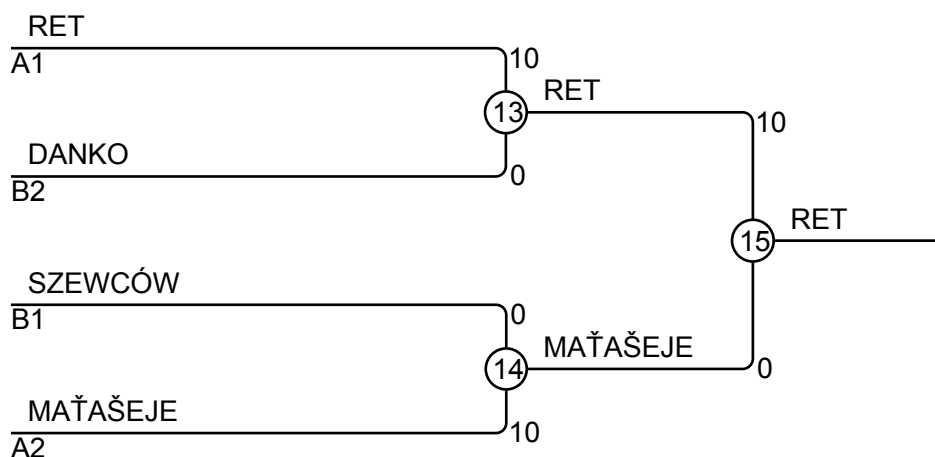 RET
A1
10
13
RET
DANKO
B2
0
10
15
RET
SZEWCÓW
B1
0
14
MAŤAŠEJE
0
MAŤAŠEJE
A2
10